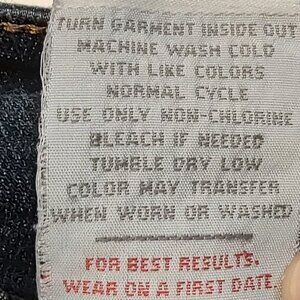 TURN GARMENT INSIDE OUT
MACHINE WASH COLD
WITH LIKE COLORS
NORMAL CYCLE
USE ONLY NON-CHLORINE
BLEACH IF NEEDED
TUMBLE DRY LOW
COLOR MAY TRANSFER
WHEN WORN OR WASHED
FOR BEST RESULTS,
WEAR ON A FIRST DATE.